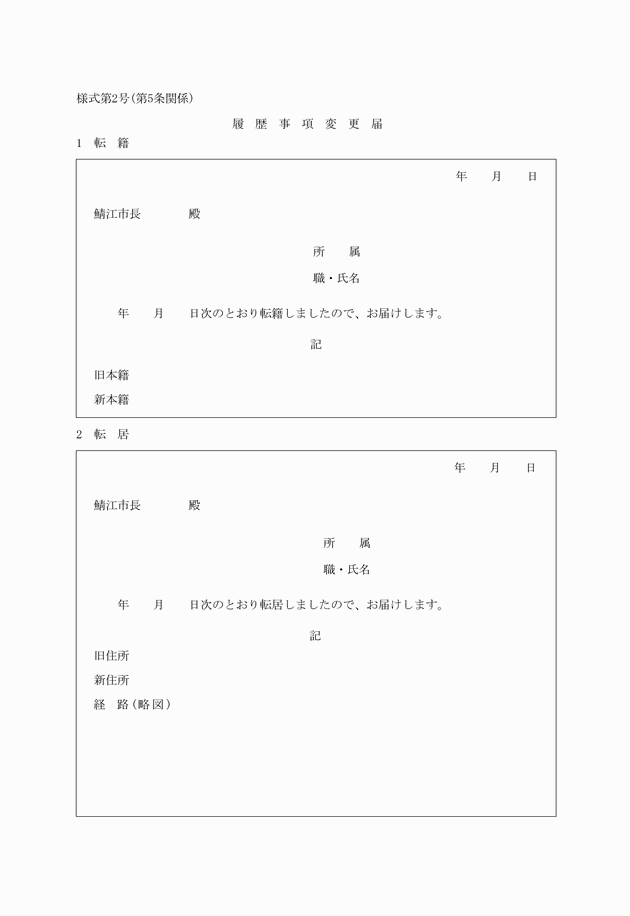 様式第2号(第5条関係)
履　歴　事　項　変　更　届
1　転　籍
年　　月　　日
鯖江市長　　　　殿
所　　属
職・氏名
年　　月　　日次のとおり転籍しましたので、お届けします。
記
旧本籍
新本籍
2　転　居
年　　月　　日
鯖江市長　　　　殿
所　　属
職・氏名
年　　月　　日次のとおり転居しましたので、お届けします。
記
旧住所
新住所
経　路(略図)